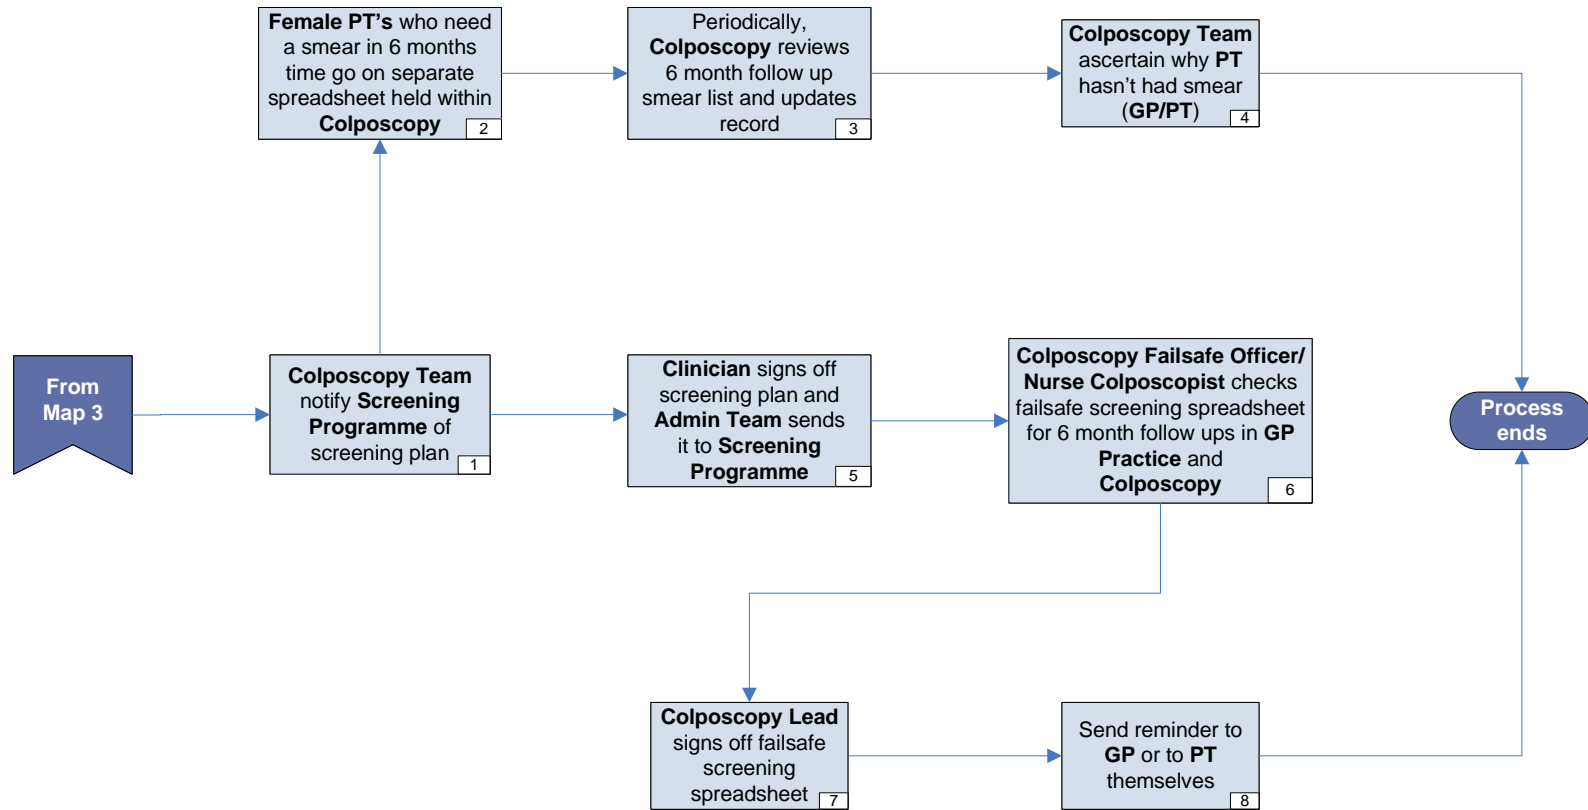 Female PT's who need
a smear in 6 months
time go on separate
spreadsheet held within
Colposcopy
2
Periodically,
Colposcopy reviews
6 month follow up
smear list and updates
record
3
Colposcopy Team
ascertain why PT
hasn't had smear
(GP/PT)
4
From
Map 3
Colposcopy Team
notify Screening
Programme of
screening plan
1
Clinician signs off
screening plan and
Admin Team sends
it to Screening
Programme
5
Colposcopy Failsafe Officer/
Nurse Colposcopist checks
failsafe screening spreadsheet
for 6 month follow ups in GP
Practice and
Colposcopy
6
Process
ends
Colposcopy Lead
signs off failsafe
screening
spreadsheet
7
Send reminder to
GP or to PT
themselves
8